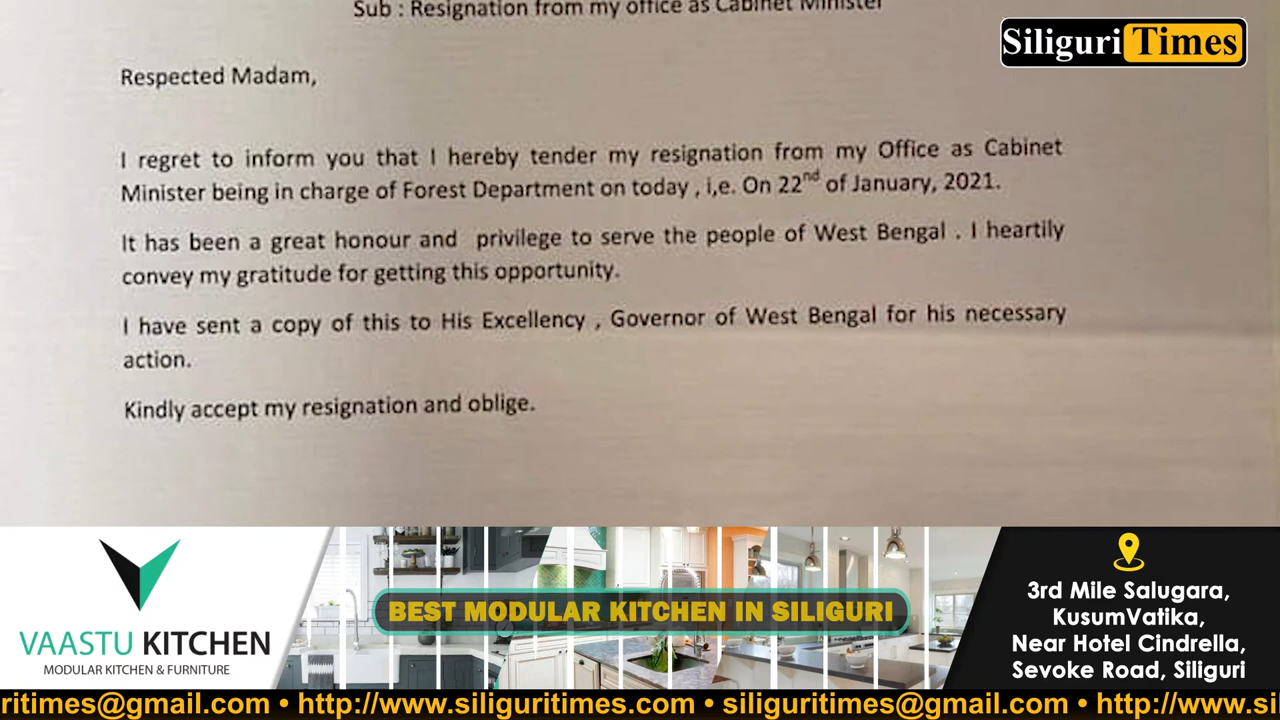 Sub : Resignation from my office as Cabinet Minister
Siliguri Times
Respected Madam,
I regret to inform you that I hereby tender my resignation from my Office as Cabinet
Minister being in charge of Forest Department on today , i,e. On 22nd of January, 2021.
It has been a great honour and privilege to serve the people of West Bengal . I heartily
convey my gratitude for getting this opportunity.
I have sent a copy of this to His Excellency , Governor of West Bengal for his necessary
action.
Kindly accept my resignation and oblige.
VAASTU KITCHEN
MODULAR KITCHEN & FURNITURE
BEST MODULAR KITCHEN IN SILIGURI
3rd Mile Salugara,
KusumVatika,
Near Hotel Cindrella,
Sevoke Road, Siliguri
ritimes@gmail.com • http://www.siliguritimes.com • siliguritimes@gmail.com • http://www.si